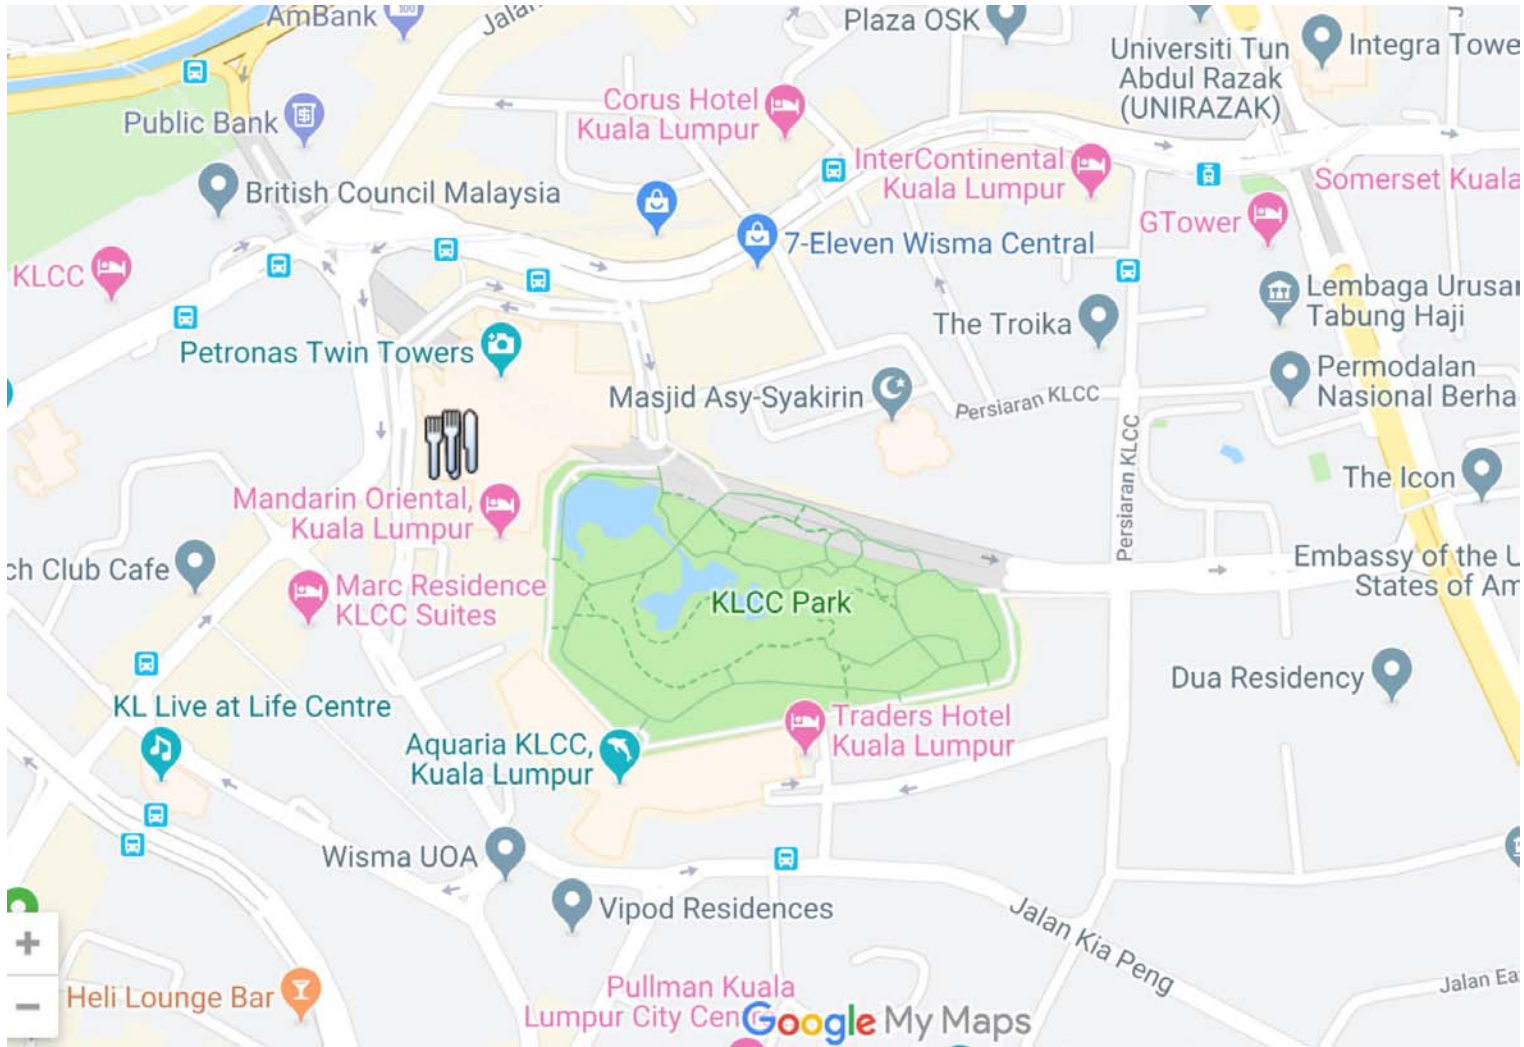 AmBank
Jalan
Plaza OSK
Universiti Tun
Abdul Razak
(UNIRAZAK)
Integra Towe
Public Bank
Corus Hotel
Kuala Lumpur
InterContinental
Kuala Lumpur
Somerset Kuala
British Council Malaysia
GTower
7-Eleven Wisma Central
KLCC
Lembaga Urusan
Tabung Haji
The Troika
Petronas Twin Towers
Permodalan
Nasional Berha
Masjid Asy-Syakirin
Persiaran KLCC
Persiaran KLCC
The Icon
Mandarin Oriental,
Kuala Lumpur
ch Club Cafe
Embassy of the U
States of Am
Marc Residence
KLCC Suites
KLCC Park
Dua Residency
KL Live at Life Centre
Traders Hotel
Kuala Lumpur
Aquaria KLCC,
Kuala Lumpur
Wisma UOA
Vipod Residences
Jalan Kia Peng
+
−
Heli Lounge Bar
Pullman Kuala
Lumpur City Centre
Jalan Ea
Google My Maps